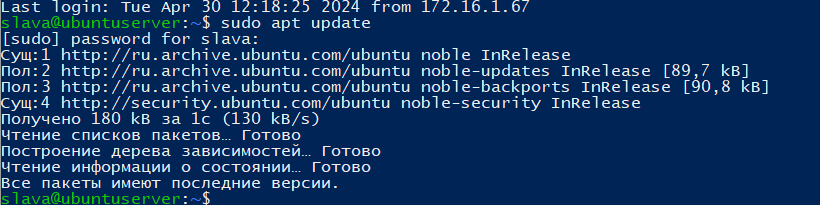 Last login: Tue Apr 30 12:18:25 2024 from 172.16.1.67
slava@ubuntuserver:~$ sudo apt update
[sudo] password for slava:
Сущ:1 http://ru.archive.ubuntu.com/ubuntu noble InRelease
Пол:2 http://ru.archive.ubuntu.com/ubuntu noble-updates InRelease [89,7 kB]
Пол:3 http://ru.archive.ubuntu.com/ubuntu noble-backports InRelease [90,8 kB]
Сущ:4 http://security.ubuntu.com/ubuntu noble-security InRelease
Получено 180 kB за 1с (130 kB/s)
Чтение списков пакетов… Готово
Построение дерева зависимостей… Готово
Чтение информации о состоянии… Готово
Все пакеты имеют последние версии.
slava@ubuntuserver:~$